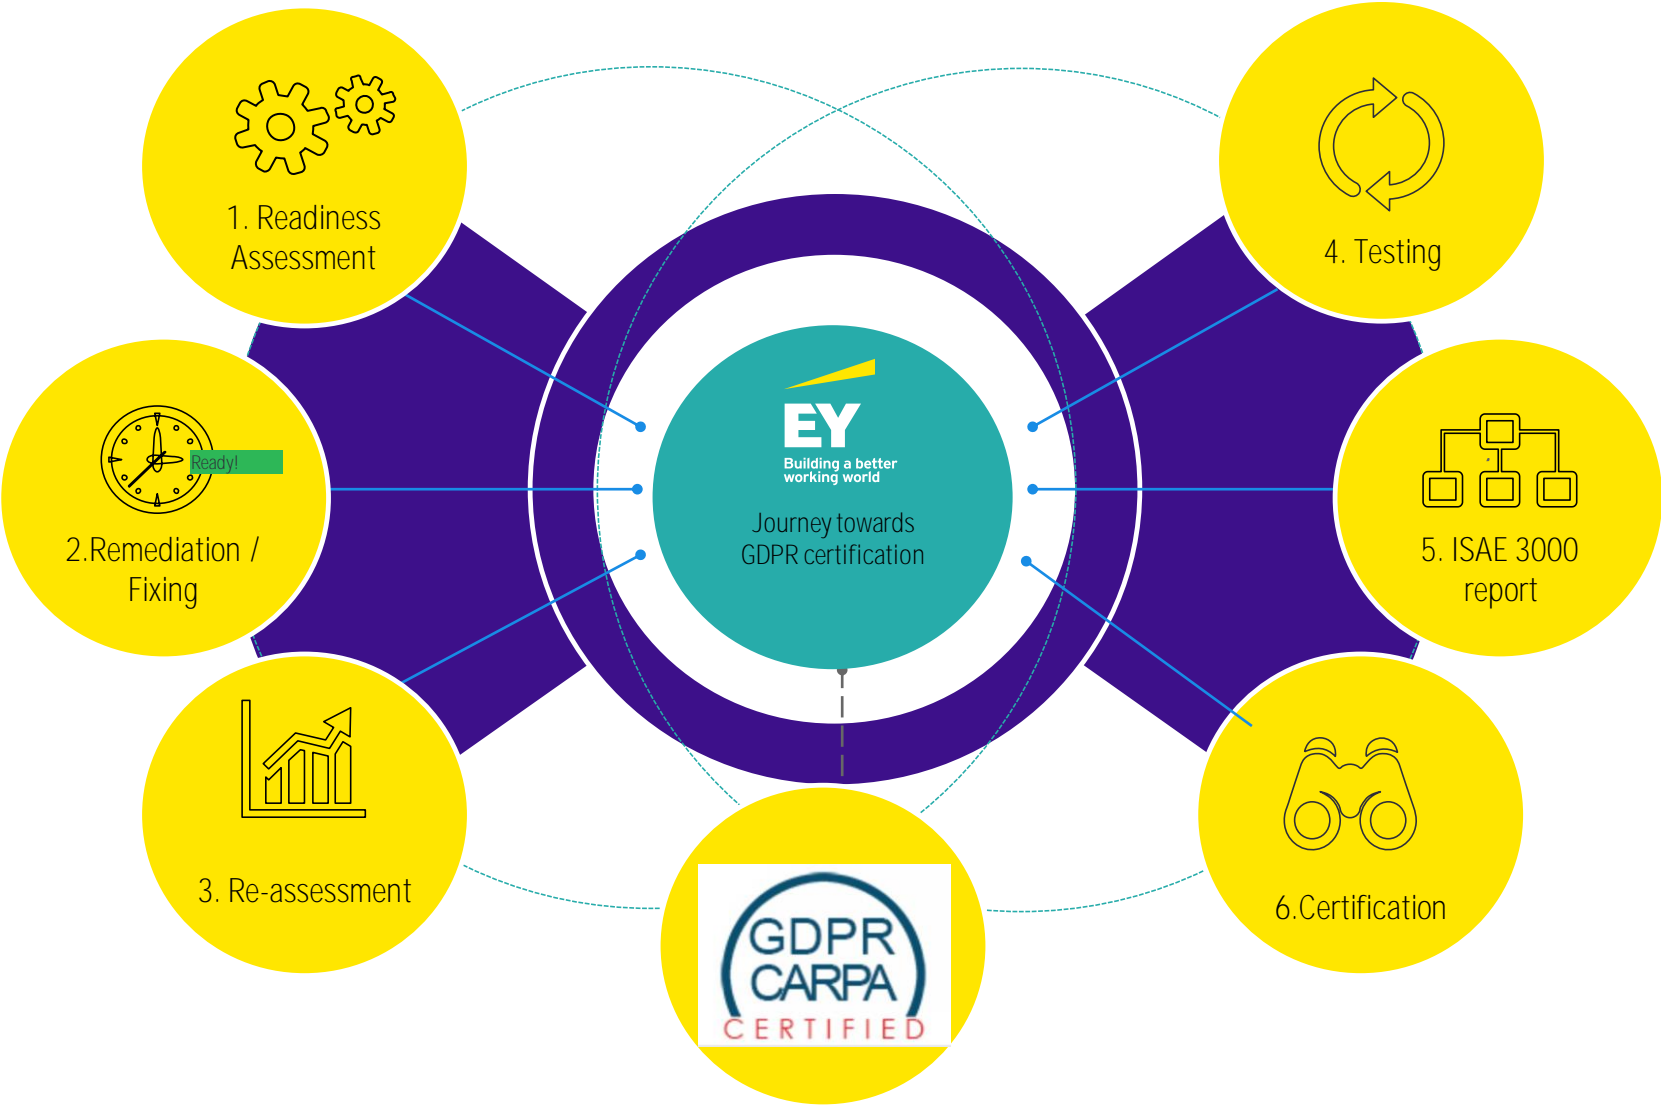 1. Readiness
Assessment
Ready!
2.Remediation /
Fixing
3. Re-assessment
EY
Building a better
working world
Journey towards
GDPR certification
4. Testing
5. ISAE 3000
report
6.Certification
GDPR
CARPA
CERTIFIED